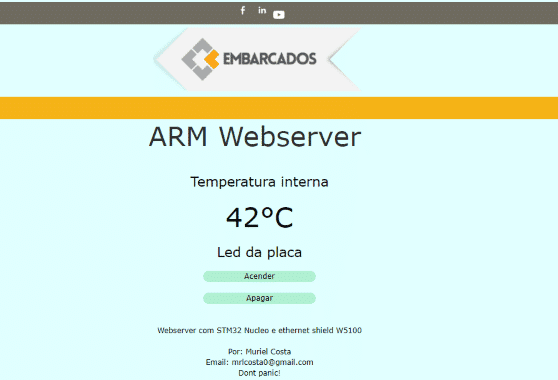 EMBARCADOS
ARM Webserver
Temperatura interna
42°C
Led da placa
Acender
Apagar
Webserver com STM32 Nucleo e ethernet shield W5100
Por: Muriel Costa
Email: mrlcosta0@gmail.com
Dont panic!